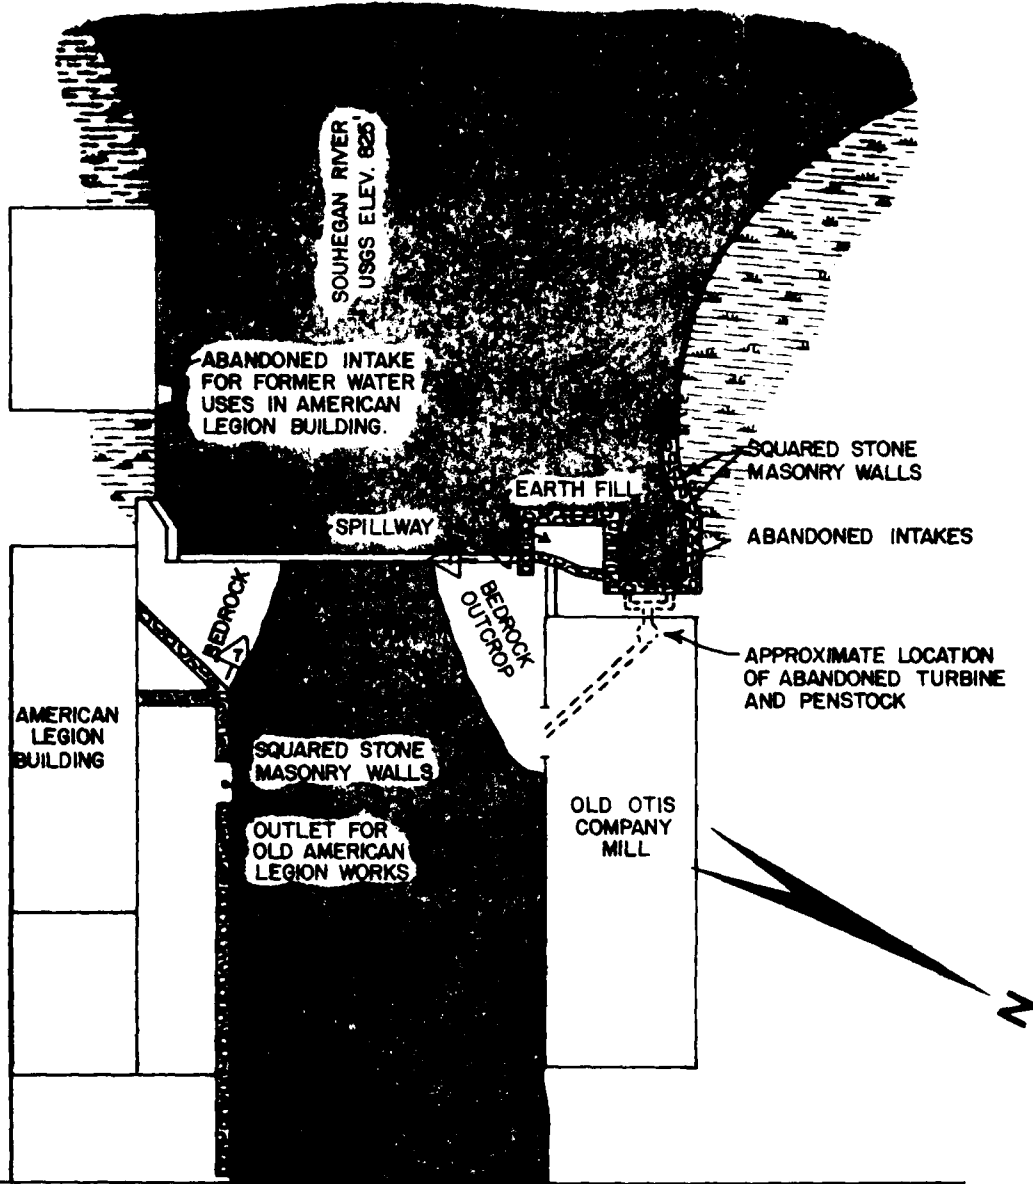 SOUHEGAN RIVER
USGS ELEV. 825'
ABANDONED INTAKE
FOR FORMER WATER
USES IN AMERICAN
LEGION BUILDING.
SQUARED STONE
MASONRY WALLS
EARTH FILL
SPILLWAY
ABANDONED INTAKES
BEDROCK
BEDROCK
OUTCROP
1
APPROXIMATE LOCATION
OF ABANDONED TURBINE
AND PENSTOCK
AMERICAN
LEGION
BUILDING
SQUARED STONE
MASONRY WALLS
OUTLET FOR
OLD AMERICAN
LEGION WORKS
OLD OTIS
COMPANY
MILL
N